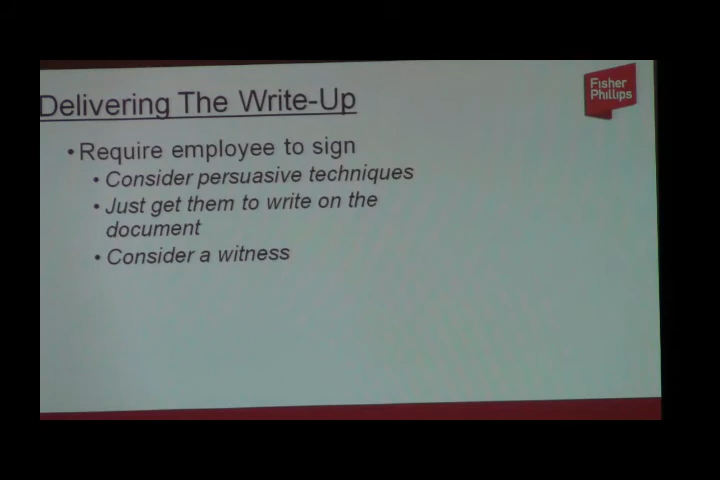 Delivering The Write-Up
Fisher
Phillips
• Require employee to sign
• Consider persuasive techniques
• Just get them to write on the
document
• Consider a witness